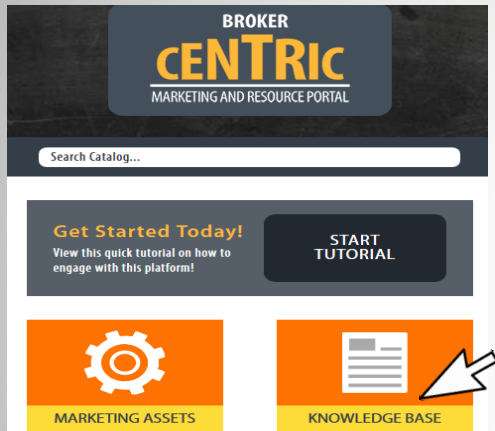 BROKER
CENTRIC
MARKETING AND RESOURCE PORTAL
Search Catalog...
Get Started Today!
View this quick tutorial on how to
engage with this platform!
START
TUTORIAL
MARKETING ASSETS
KNOWLEDGE BASE